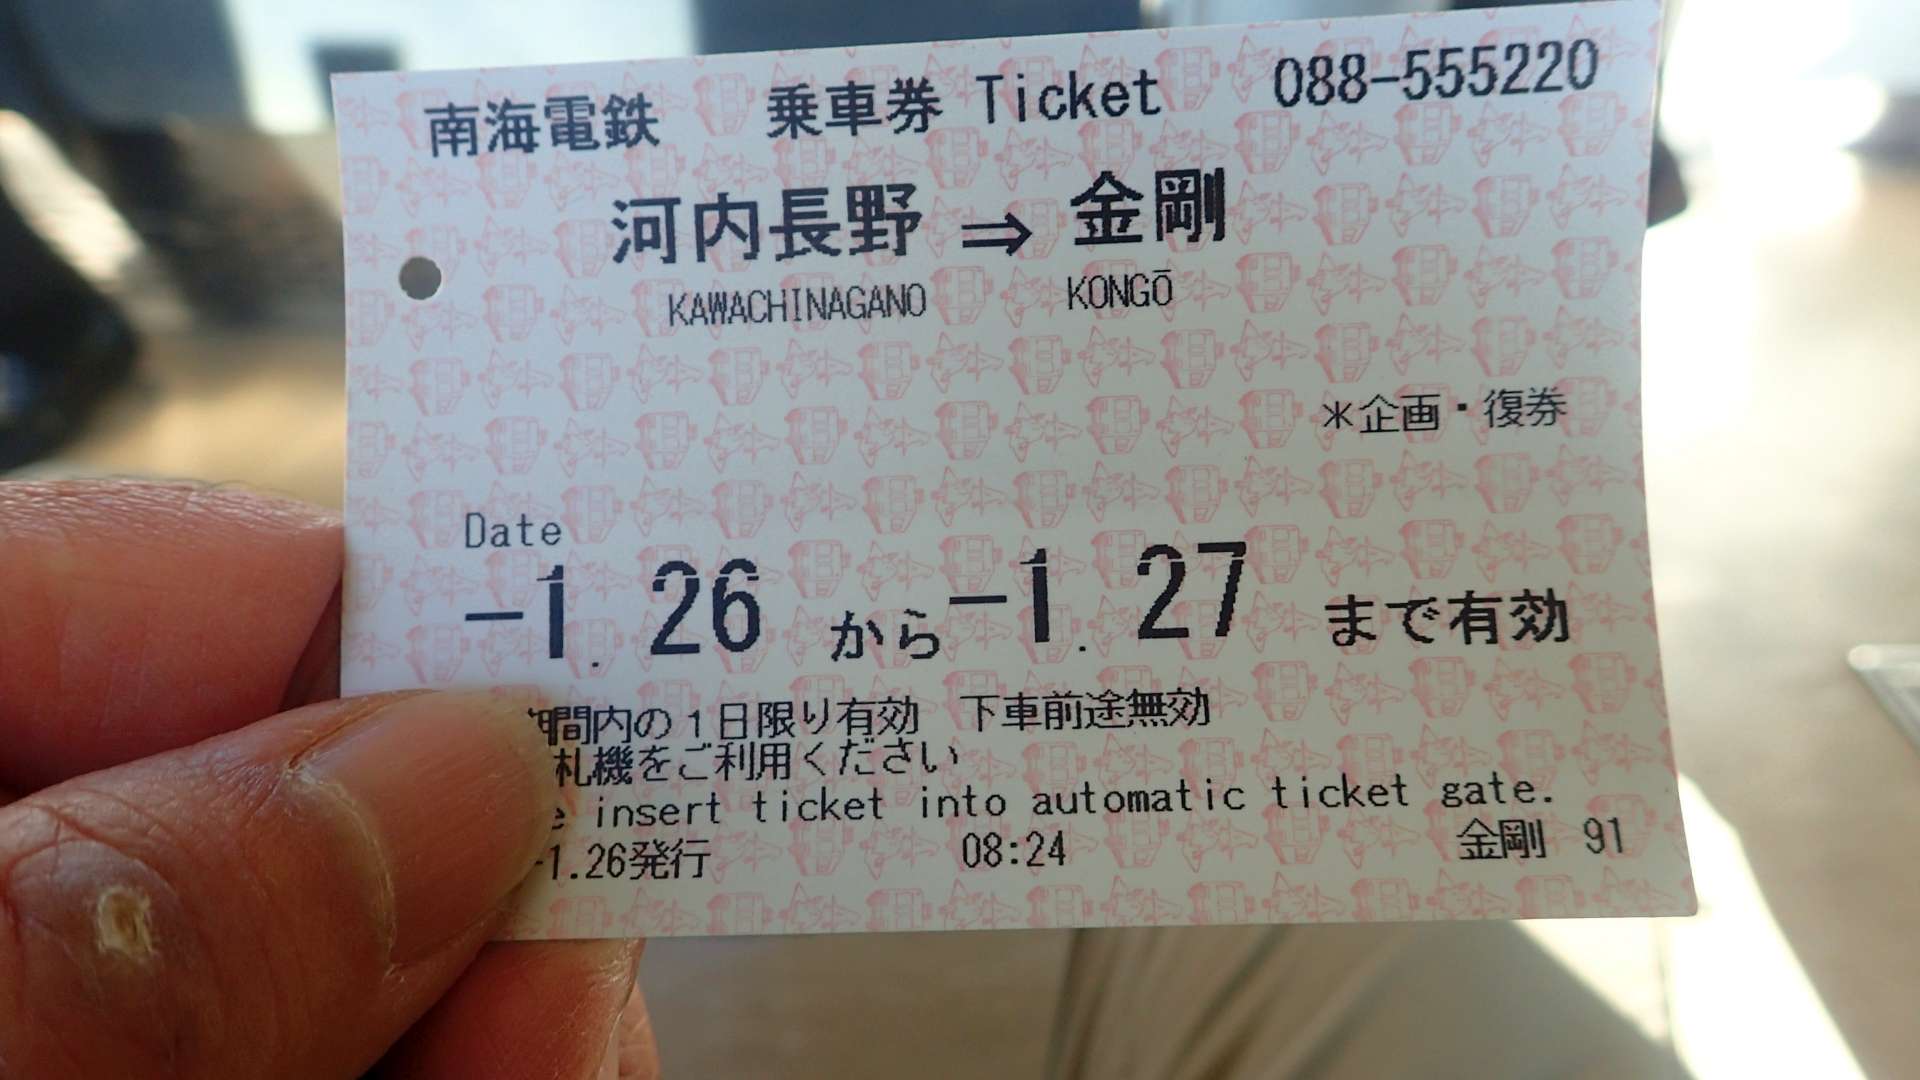 南海電鉄 乗車券 Ticket 088-555220
河内長野 ⇒ 金剛
KAWACHINAGANO KONGŌ
*企画・復券
Date
-1. 26 から -1. 27 まで有効
期間内の1日限り有効 下車前途無効
札機をご利用ください
insert ticket into automatic ticket gate.
-1.26発行 08:24 金剛 91